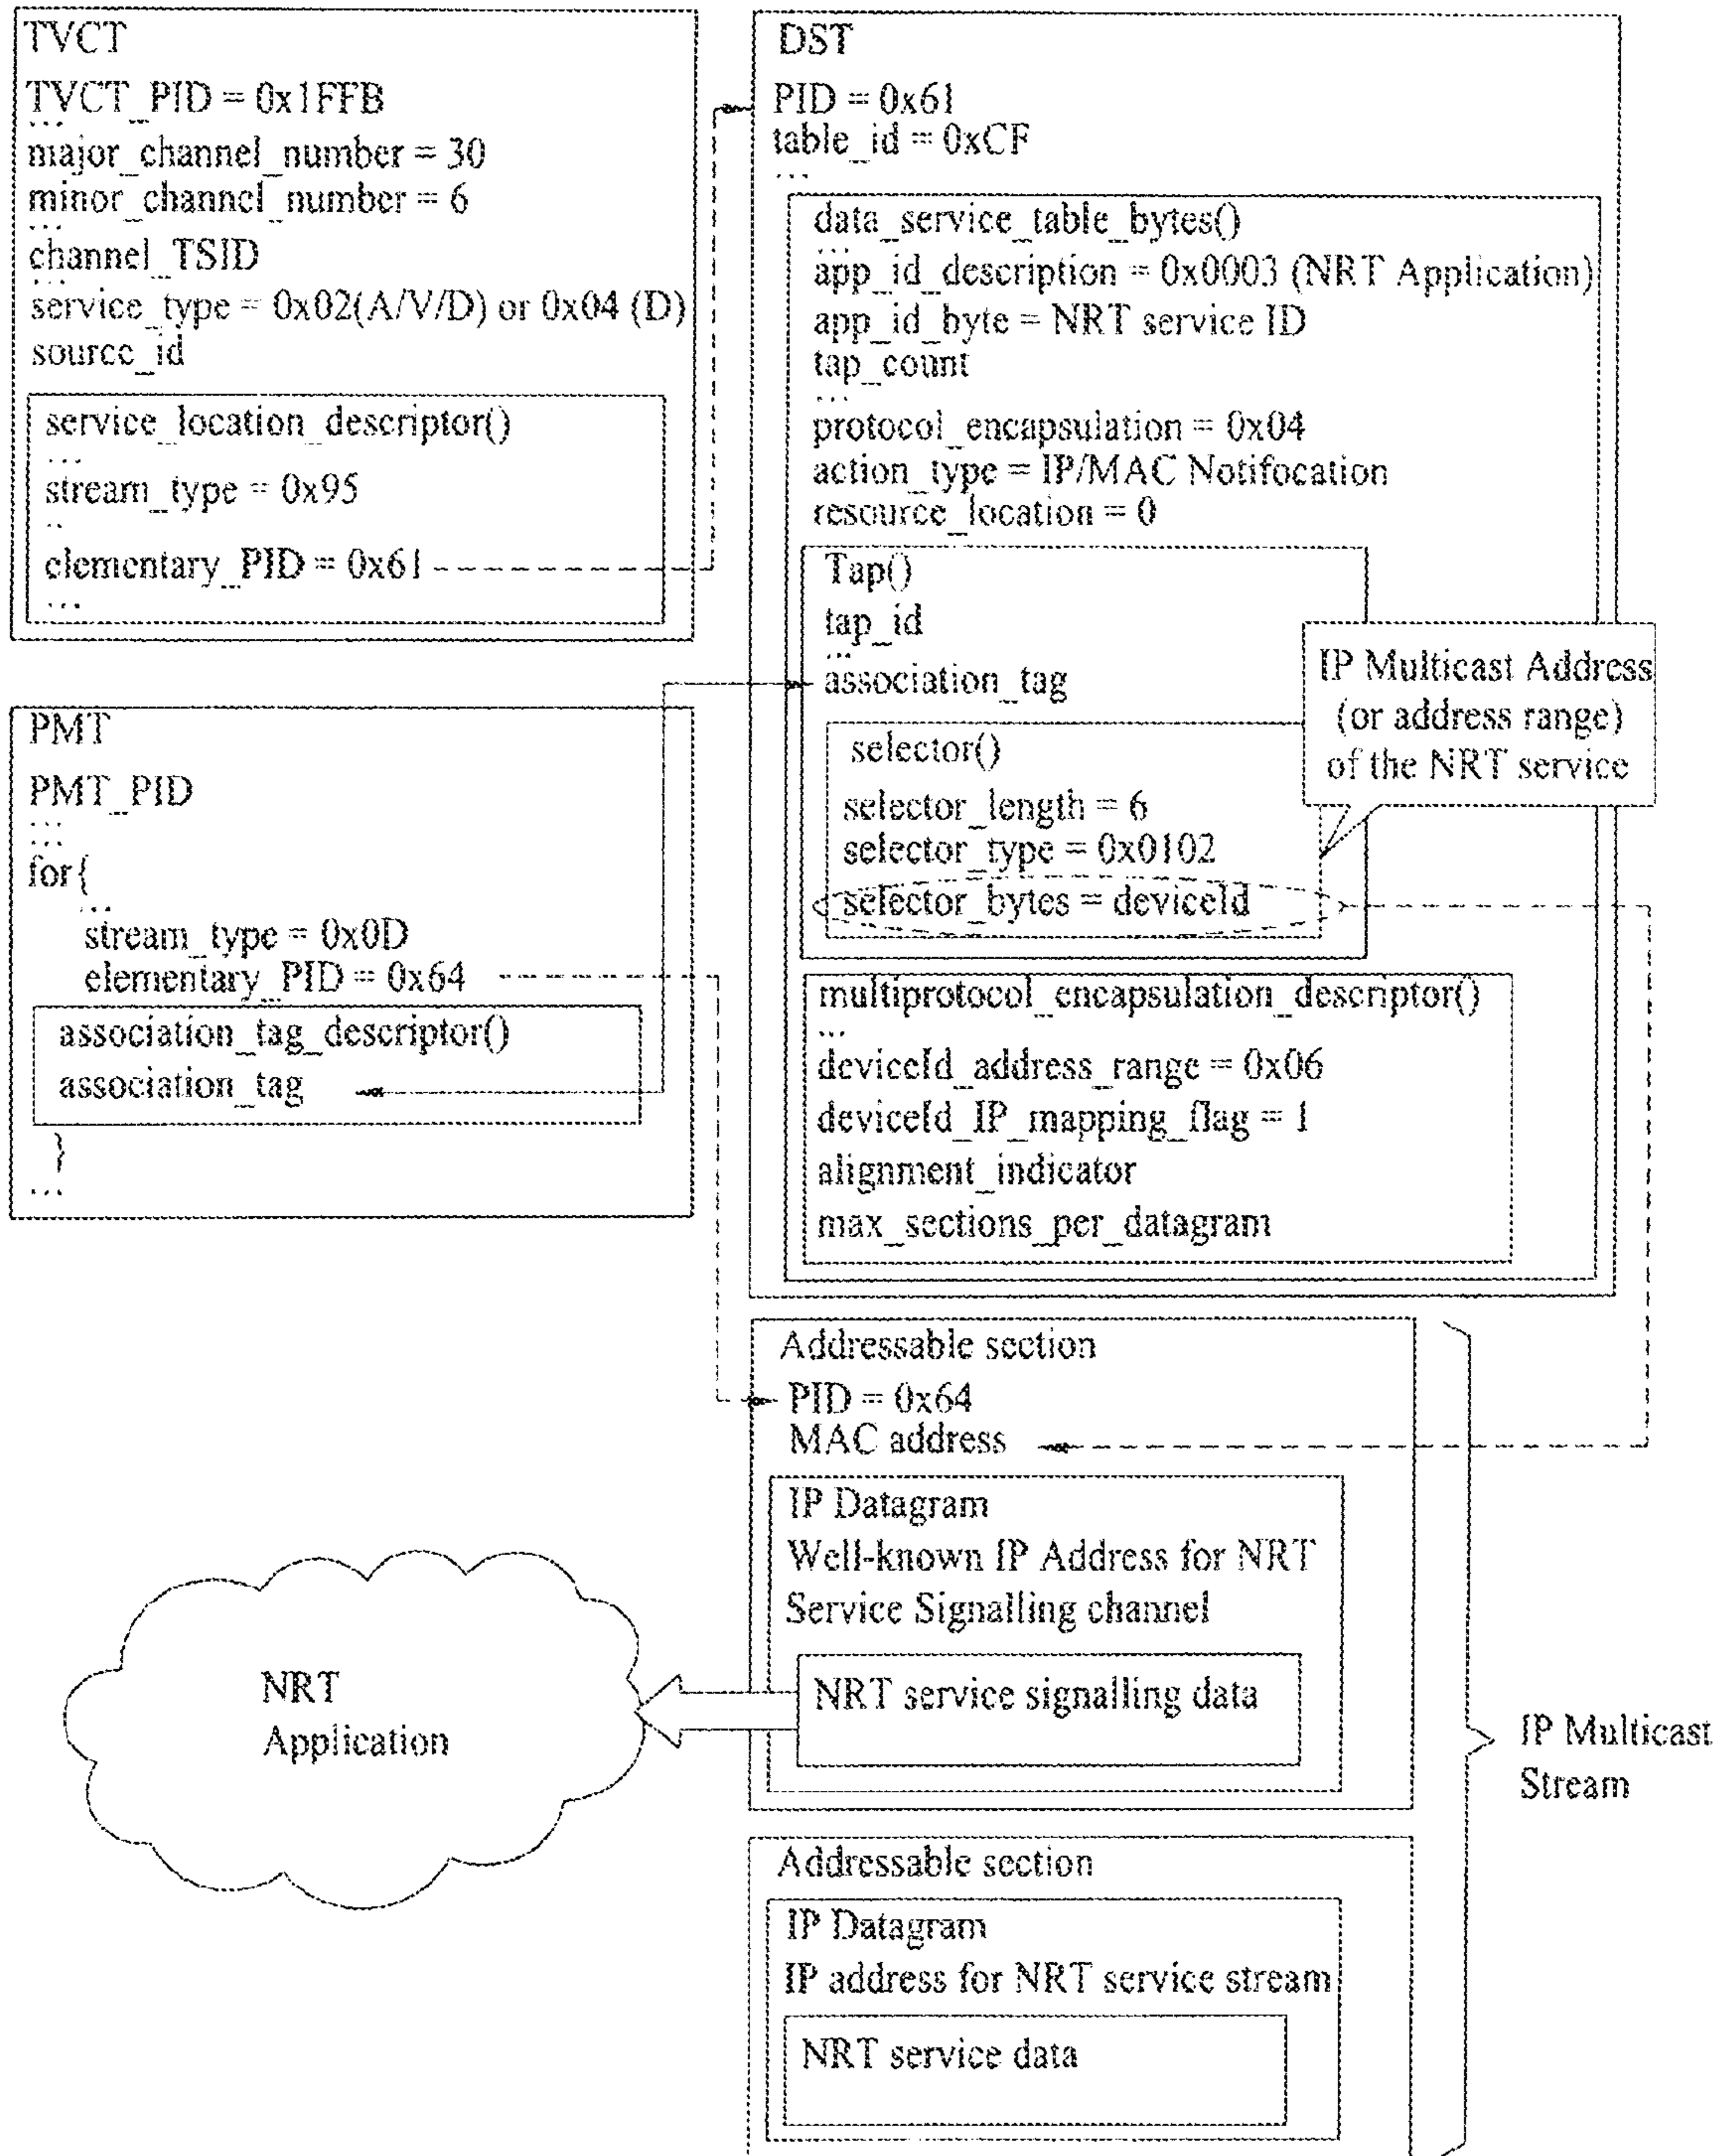 TVCT
TVCT_PID = 0x1FFB
...
major_channel_number = 30
minor_channel_number = 6
...
channel_TSID
...
service_type = 0x02(A/V/D) or 0x04 (D)
source_id
service_location_descriptor()
...
stream_type = 0x95
..
elementary_PID = 0x61
...
PMT
PMT_PID
...
...
for{
...
stream_type = 0x0D
elementary_PID = 0x64
association_tag_descriptor()
association_tag
}
...
DST
PID = 0x61
table_id = 0xCF
...
data_service_table_bytes()
...
app_id_description = 0x0003 (NRT Application)
app_id_byte = NRT service ID
tap_count
...
protocol_encapsulation = 0x04
action_type = IP/MAC Notifocation
resource_location = 0
Tap()
tap_id
...
association_tag
selector()
selector_length = 6
selector_type = 0x0102
selector_bytes = deviceId
IP Multicast Address
(or address range)
of the NRT service
multiprotocol_encapsulation_descriptor()
...
deviceId_address_range = 0x06
deviceId_IP_mapping_flag = 1
alignment_indicator
max_sections_per_datagram
Addressable section
PID = 0x64
MAC address
IP Datagram
Well-known IP Address for NRT
Service Signalling channel
NRT service signalling data
NRT
Application
IP Multicast
Stream
Addressable section
IP Datagram
IP address for NRT service stream
NRT service data